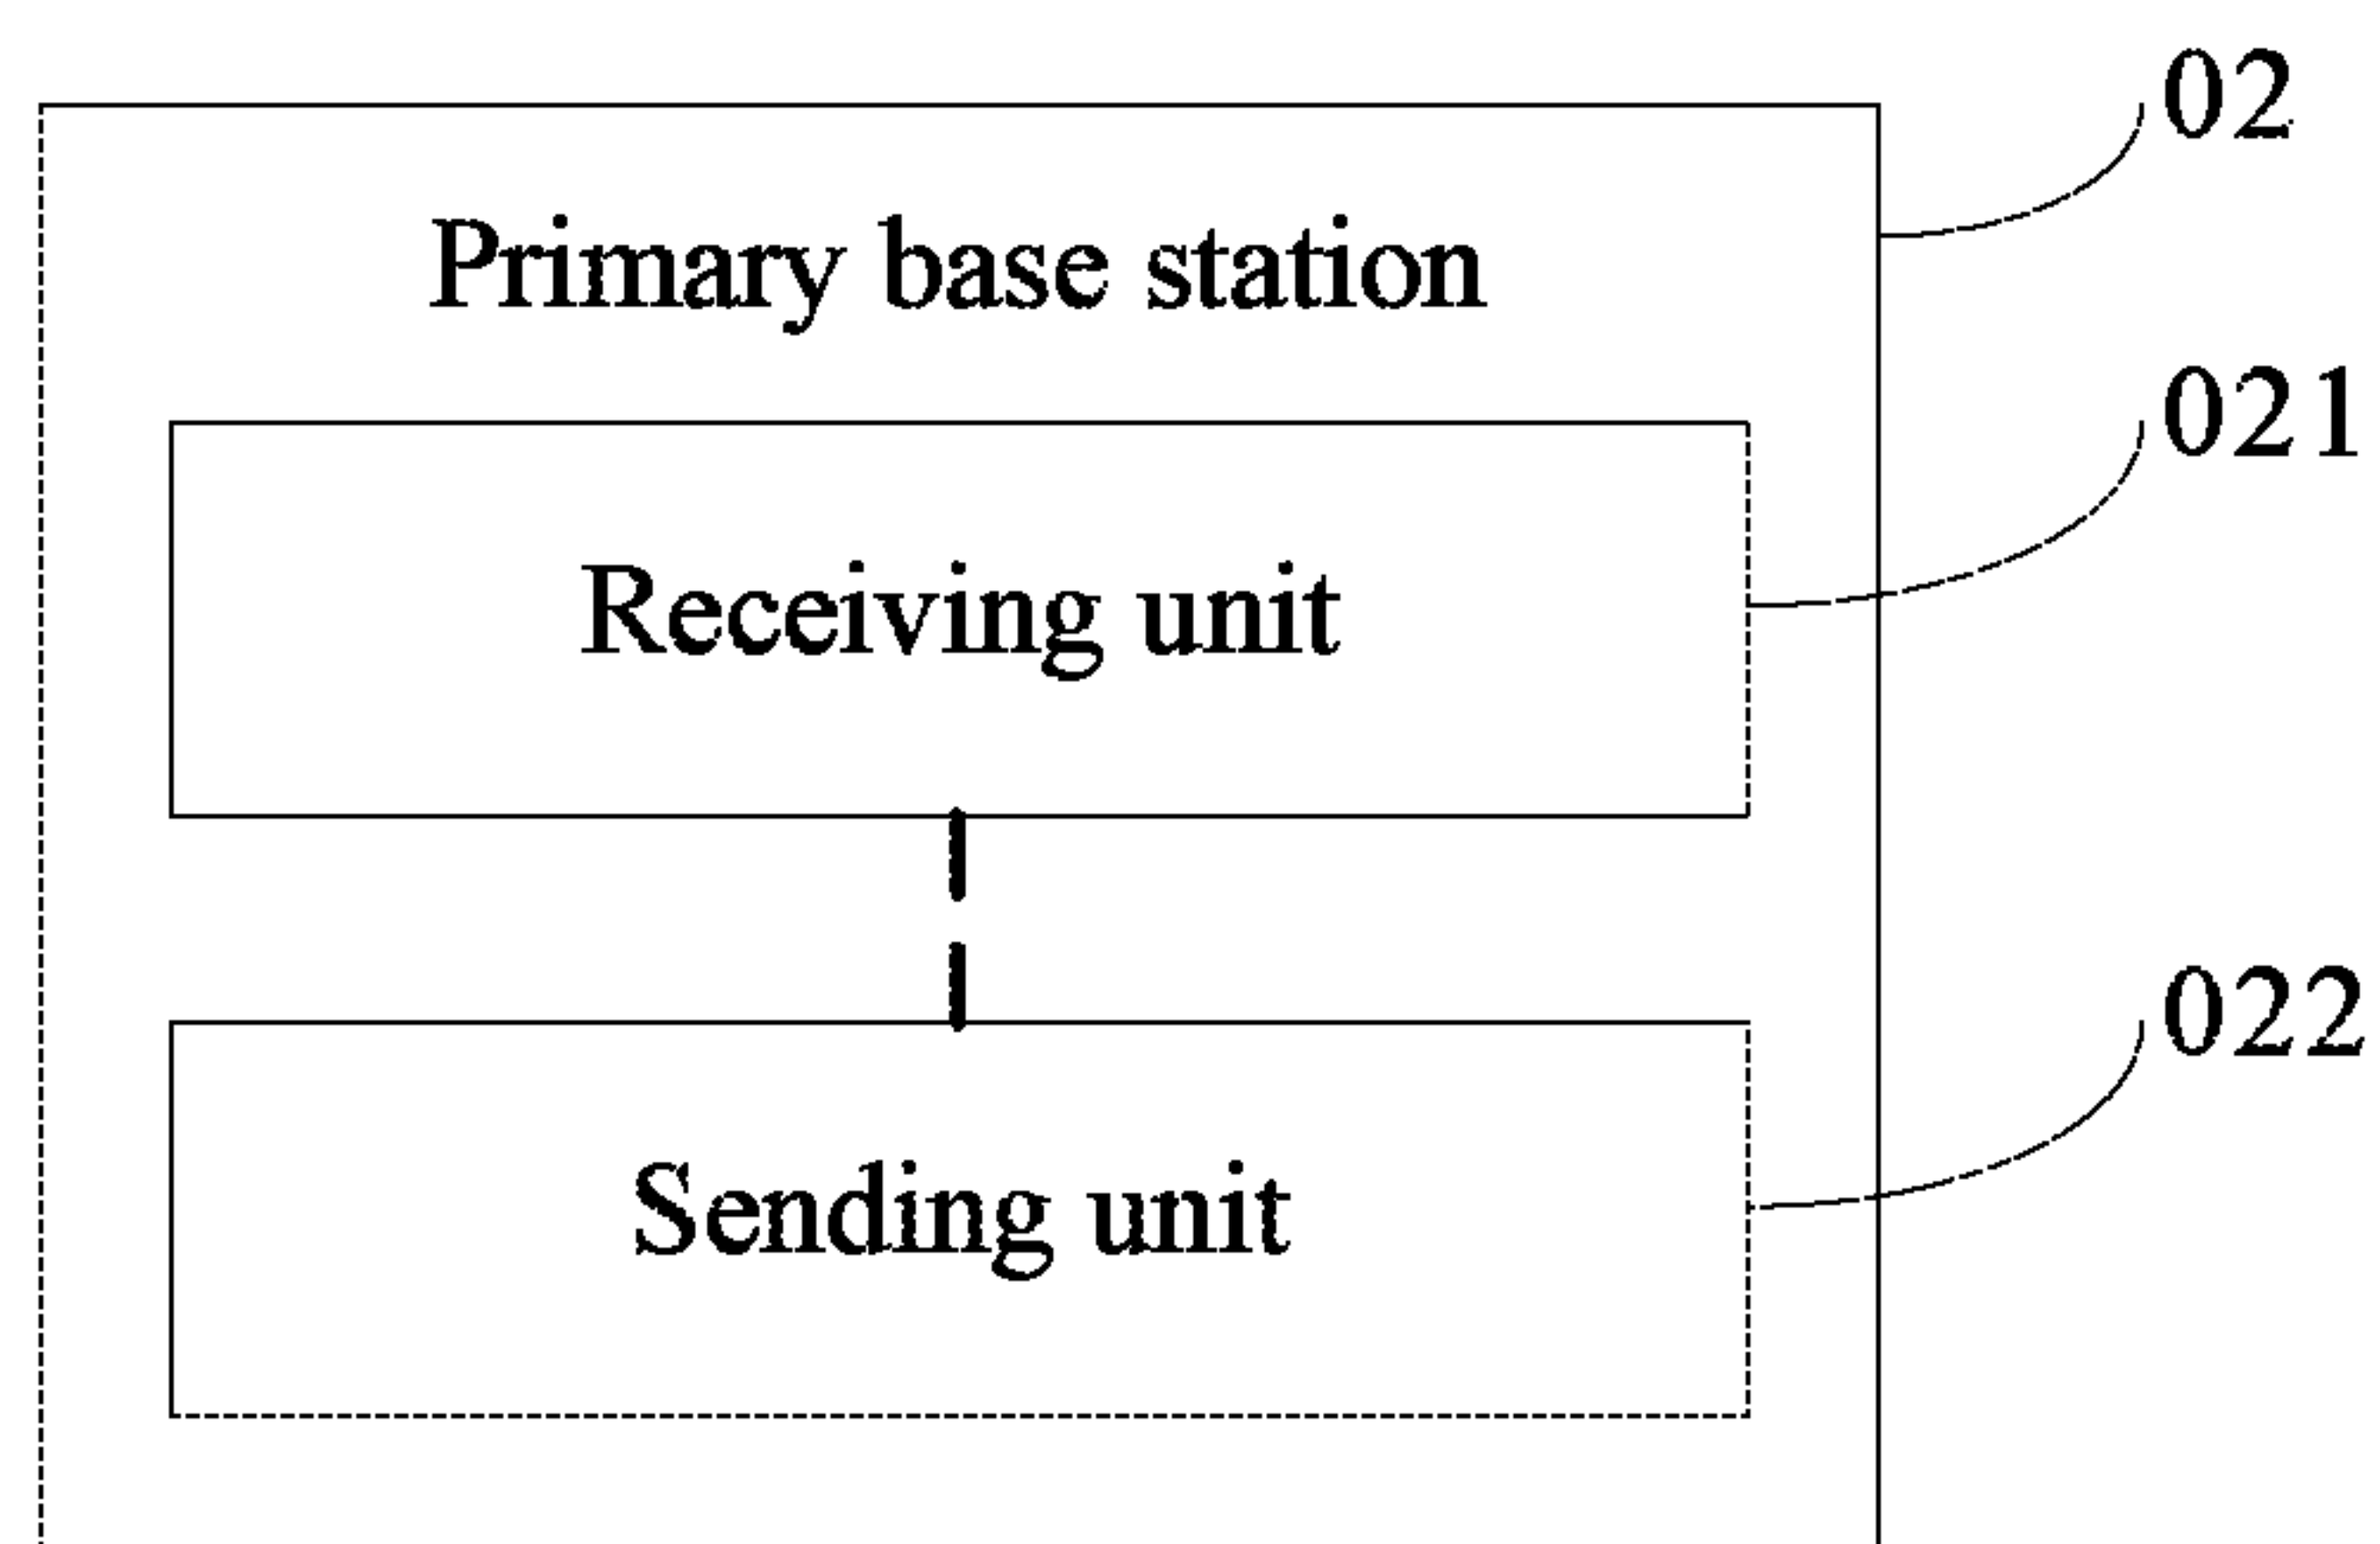 02
Primary base station
021
Receiving unit
022
Sending unit